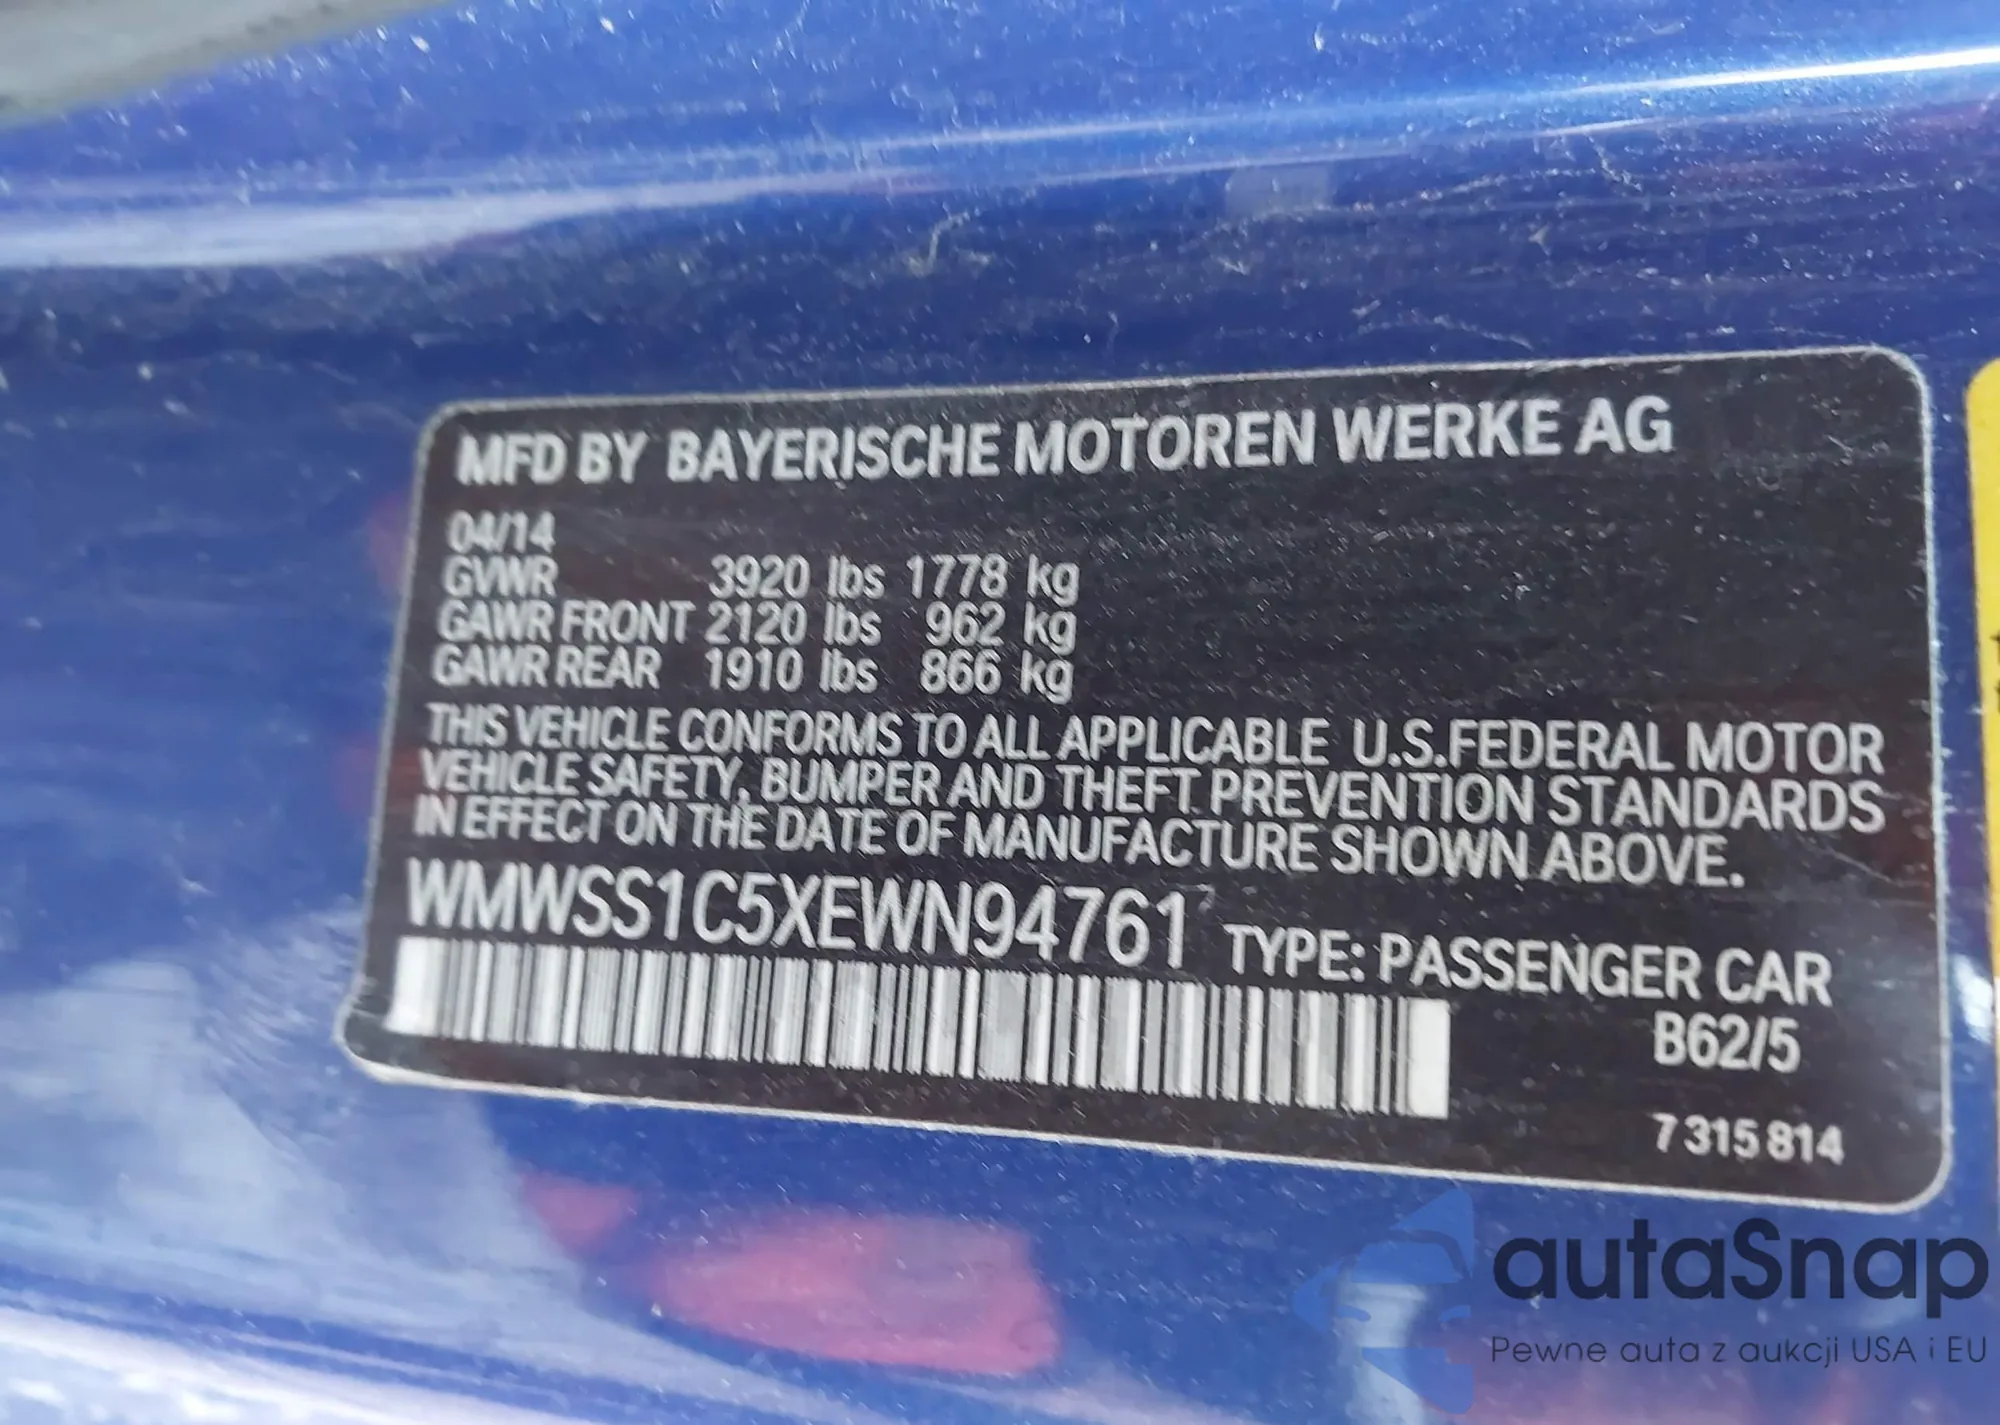 MFD BY BAYERISCHE MOTOREN WERKE AG
04/14
GVWR 3920 lbs 1778 kg
GAWR FRONT 2120 lbs 962 kg
GAWR REAR 1910 lbs 866 kg
THIS VEHICLE CONFORMS TO ALL APPLICABLE U.S.FEDERAL MOTOR
VEHICLE SAFETY, BUMPER AND THEFT PREVENTION STANDARDS
IN EFFECT ON THE DATE OF MANUFACTURE SHOWN ABOVE.
WMWSS1C5XEWN94761 TYPE: PASSENGER CAR
B62/5
7 315 814
autaSnap
Pewne auta z aukcji USA i EU